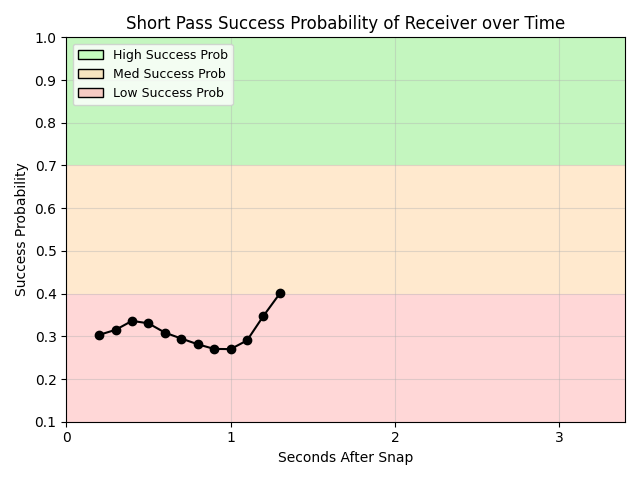 Short Pass Success Probability of Receiver over Time
1.0
High Success Prob
Med Success Prob
Low Success Prob
0.9
0.8
0.7
0.6
0.5
0.4
0.3
0.2
0.1
Success Probability
0 1 2 3
Seconds After Snap